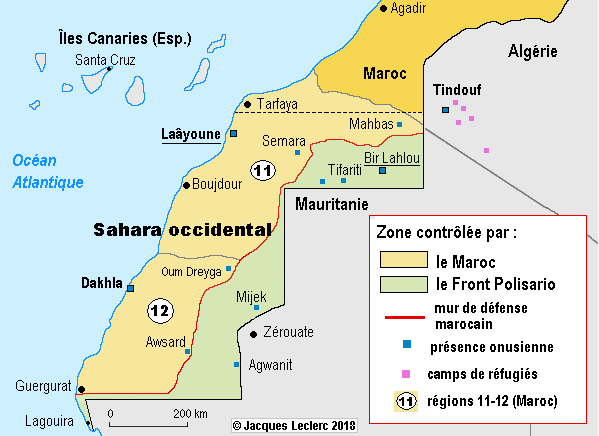 Agadir
Îles Canaries (Esp.)
Santa Cruz
Algérie
Maroc
Tindouf
Tarfaya
Mahbas
Laâyoune
Semara
Bir Lahlou
Océan
Atlantique
11
Tifariti
Boujdour
Mauritanie
Sahara occidental
Oum Dreyga
Dakhla
12
Mijek
Zérouate
Awsard
Agwanit
Guergurat
Lagouira
0 200 km
© Jacques Leclerc 2018
Zone contrôlée par :
le Maroc
le Front Polisario
mur de défense
marocain
présence onusienne
camps de réfugiés
11 régions 11-12 (Maroc)